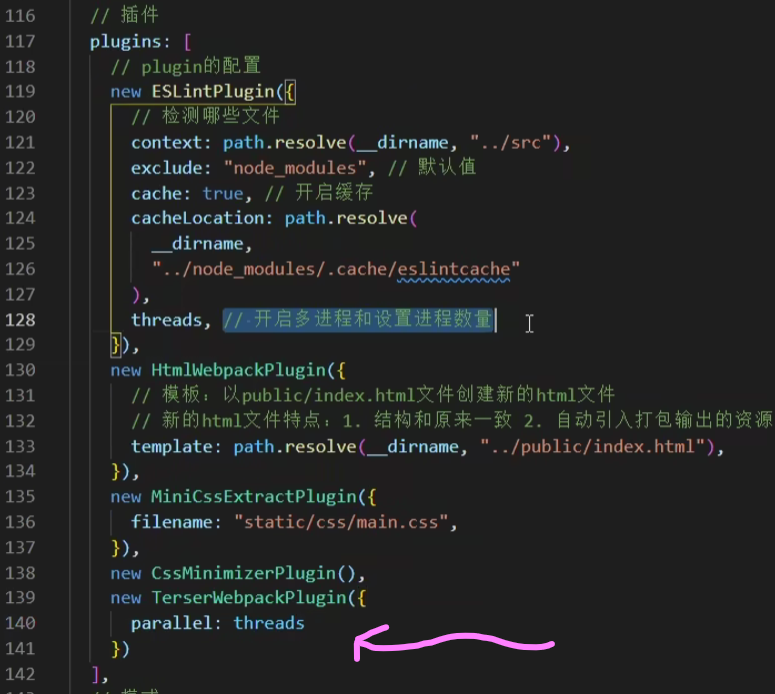 116 // 插件
117 plugins: [
118 // plugin的配置
119 new ESLintPlugin({
120 // 检测哪些文件
121 context: path.resolve(__dirname, "../src"),
122 exclude: "node_modules", // 默认值
123 cache: true, // 开启缓存
124 cacheLocation: path.resolve(
125 __dirname,
126 "../node_modules/.cache/eslintcache"
127 ),
128 threads, // 开启多进程和设置进程数量
129 }),
130 new HtmlWebpackPlugin({
131 // 模板：以public/index.html文件创建新的html文件
132 // 新的html文件特点：1. 结构和原来一致 2. 自动引入打包输出的资源
133 template: path.resolve(__dirname, "../public/index.html"),
134 }),
135 new MiniCssExtractPlugin({
136 filename: "static/css/main.css",
137 }),
138 new CssMinimizerPlugin(),
139 new TerserWebpackPlugin({
140 parallel: threads
141 })
142 ],